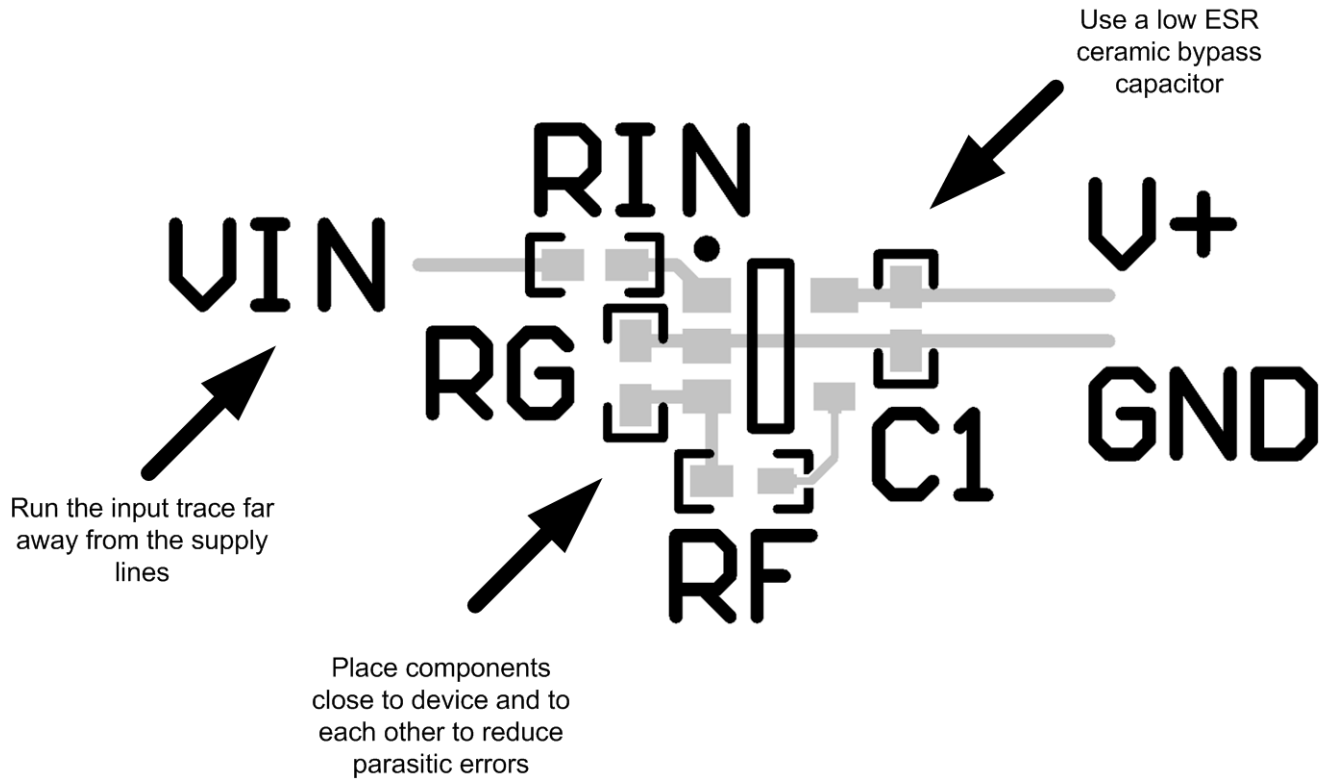 Use a low ESR
ceramic bypass
capacitor
RIN
V+
VIN
RG
GND
C1
Run the input trace far
away from the supply
lines
RF
Place components
close to device and to
each other to reduce
parasitic errors